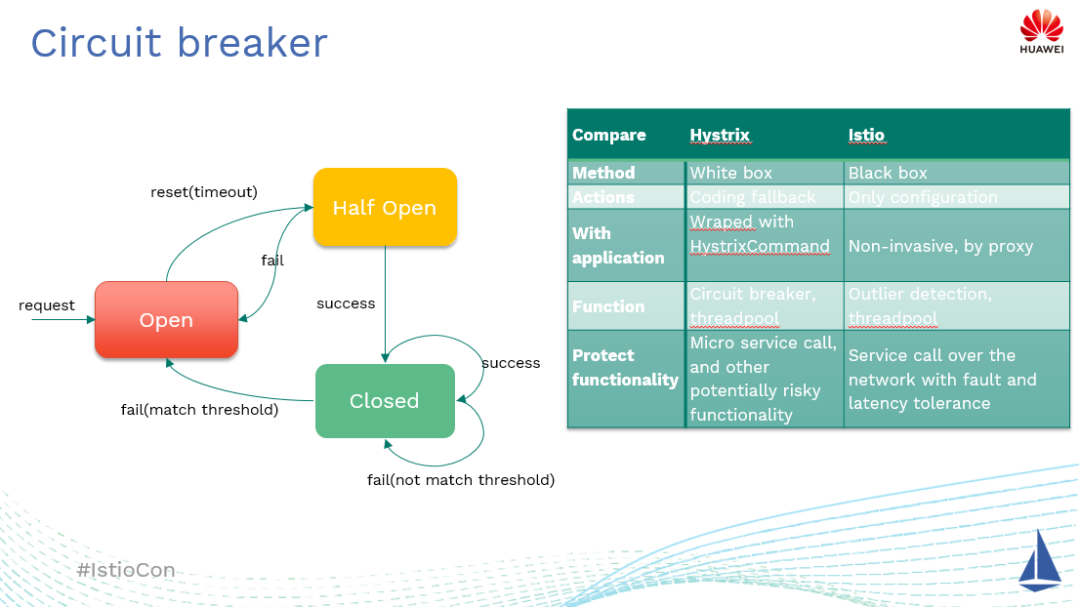 Circuit breaker
HUAWEI
reset(timeout)
Half Open
fail
request
Open
success
success
Closed
fail(match threshold)
fail(not match threshold)
Compare Hystrix Istio
Method White box Black box
Actions Coding fallback Only configuration
With application Wraped with HystrixCommand Non-invasive, by proxy
Function Circuit breaker, threadpool Outlier detection, threadpool
Protect functionality Micro service call, and other potentially risky functionality Service call over the network with fault and latency tolerance
#IstioCon